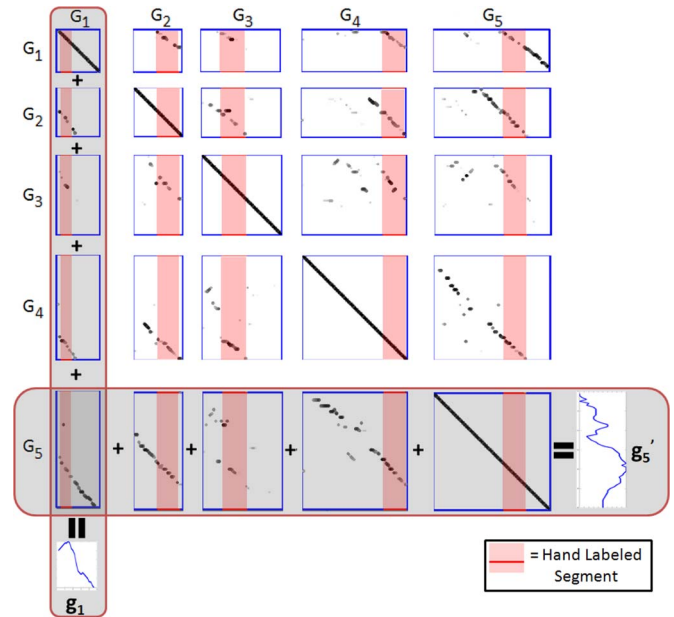 G1 G2 G3 G4 G5
G1
+
G2
+
G3
+
G4
+
G5 + + + + = g5'
=
g1
= Hand Labeled
Segment